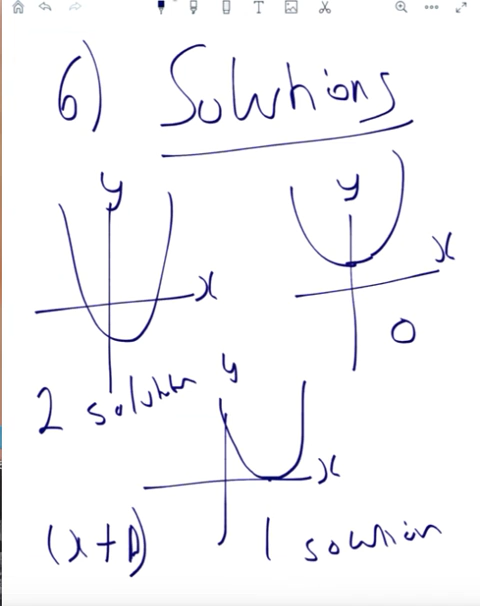 6) Solutions
y
y
x
x
0
2 solution
y
x
(x+1)
1 solution